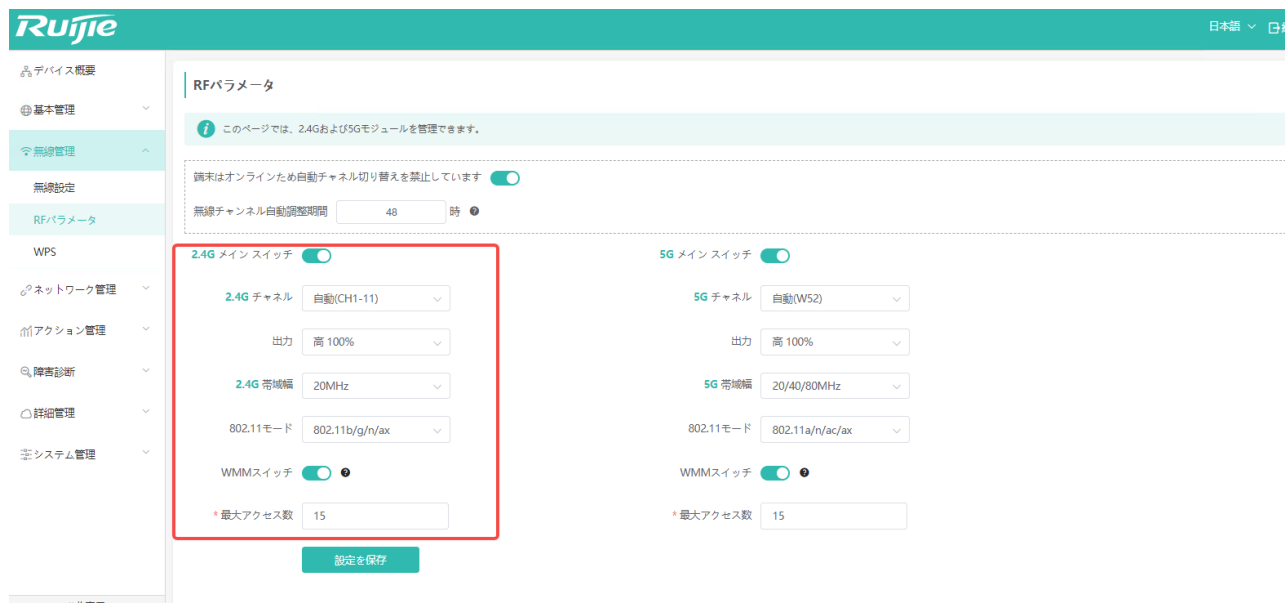 Ruijie
日本語
デバイス概要
基本管理
無線管理
無線設定
RFパラメータ
WPS
ネットワーク管理
アクション管理
障害診断
詳細管理
システム管理
RFパラメータ
このページでは、2.4Gおよび5Gモジュールを管理できます。
端末はオンラインため自動チャネル切り替えを禁止しています
無線チャンネル自動調整期間 48 時
2.4G メイン スイッチ
2.4G チャネル 自動(CH1-11)
出力 高 100%
2.4G 帯域幅 20MHz
802.11モード 802.11b/g/n/ax
WMMスイッチ
*最大アクセス数 15
5G メイン スイッチ
5G チャネル 自動(W52)
出力 高 100%
5G 帯域幅 20/40/80MHz
802.11モード 802.11a/n/ac/ax
WMMスイッチ
*最大アクセス数 15
設定を保存